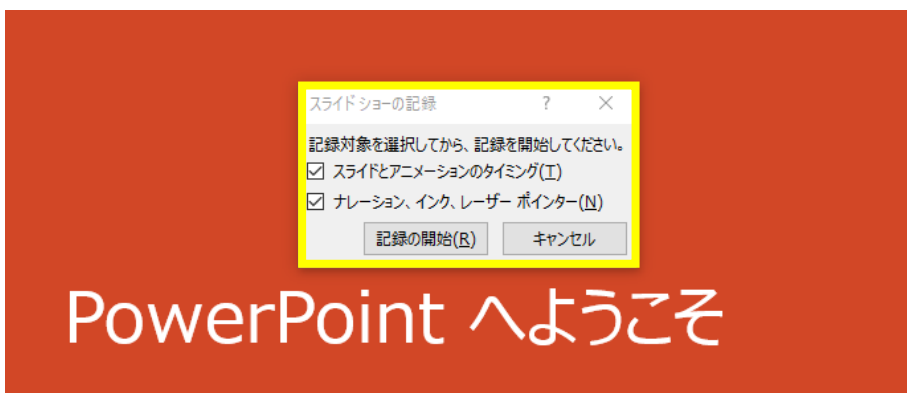 スライド ショーの記録 ? ×
記録対象を選択してから、記録を開始してください。
スライドとアニメーションのタイミング(T)
ナレーション、インク、レーザー ポインター(N)
記録の開始(R) キャンセル
PowerPoint へようこそ